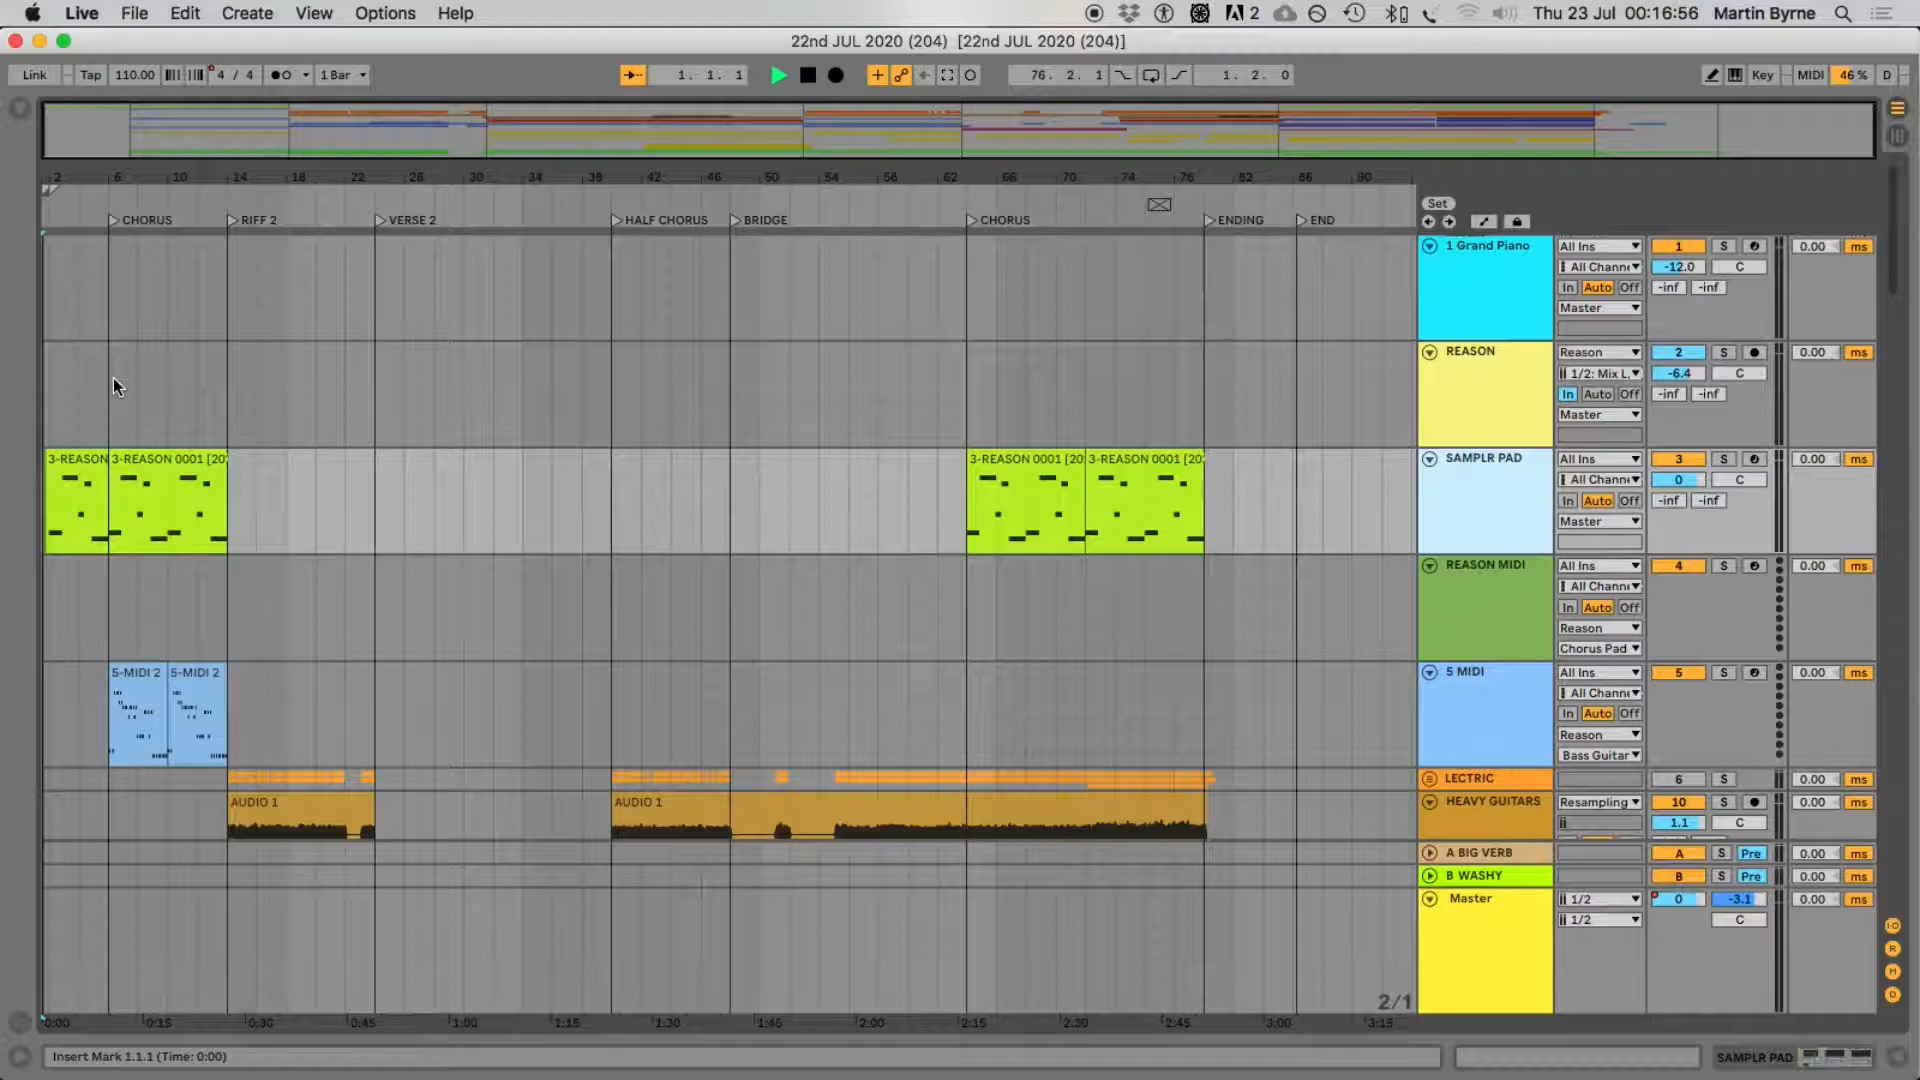 Live File Edit Create View Options Help 2 Thu 23 Jul 00:16:56 Martin Byrne
22nd JUL 2020 (204) [22nd JUL 2020 (204)]
Link Tap 110.00 4 / 4 1 Bar 1. 1. 1 76. 2. 1 1. 2. 0 Key MIDI 46 % D
2 6 10 14 18 22 26 30 34 38 42 46 50 54 58 62 66 70 74 76 82 86 90
Set
CHORUS RIFF 2 VERSE 2 HALF CHORUS BRIDGE CHORUS ENDING END
1 Grand Piano All Ins 1 S 0.00 ms
All Channe -12.0 C
In Auto Off -inf -inf
Master
REASON Reason 2 S 0.00 ms
1/2: Mix L, -6.4 C
In Auto Off -inf -inf
Master
3-REASON 3-REASON 0001 [20 3-REASON 0001 [20 3-REASON 0001 [20 SAMPLR PAD All Ins 3 S 0.00 ms
All Channe 0 C
In Auto Off -inf -inf
Master
REASON MIDI All Ins 4 S 0.00 ms
All Channe
In Auto Off
Reason
Chorus Pad
5-MIDI 2 5-MIDI 2 5 MIDI All Ins 5 S 0.00 ms
All Channe
In Auto Off
Reason
Bass Guitar
LECTRIC 6 S 0.00 ms
AUDIO 1 AUDIO 1 HEAVY GUITARS Resampling 10 S 0.00 ms
1.1 C
A BIG VERB A S Pre 0.00 ms
B WASHY B S Pre 0.00 ms
Master 1/2 0 -3.1 0.00 ms
1/2 C
I·O
R
M
D
2/1
0:00 0:15 0:30 0:45 1:00 1:15 1:30 1:45 2:00 2:15 2:30 2:45 3:00 3:15
Insert Mark 1.1.1 (Time: 0:00) SAMPLR PAD